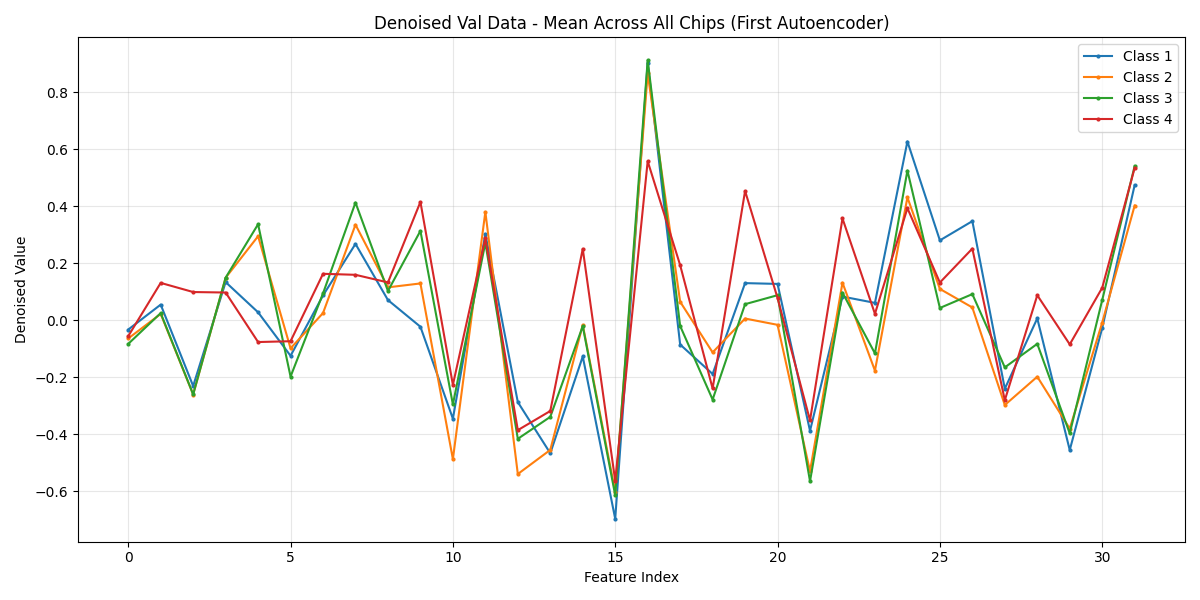 Denoised Val Data - Mean Across All Chips (First Autoencoder)
Class 1
Class 2
Class 3
Class 4
Denoised Value
0.8
0.6
0.4
0.2
0.0
−0.2
−0.4
−0.6
0 5 10 15 20 25 30
Feature Index